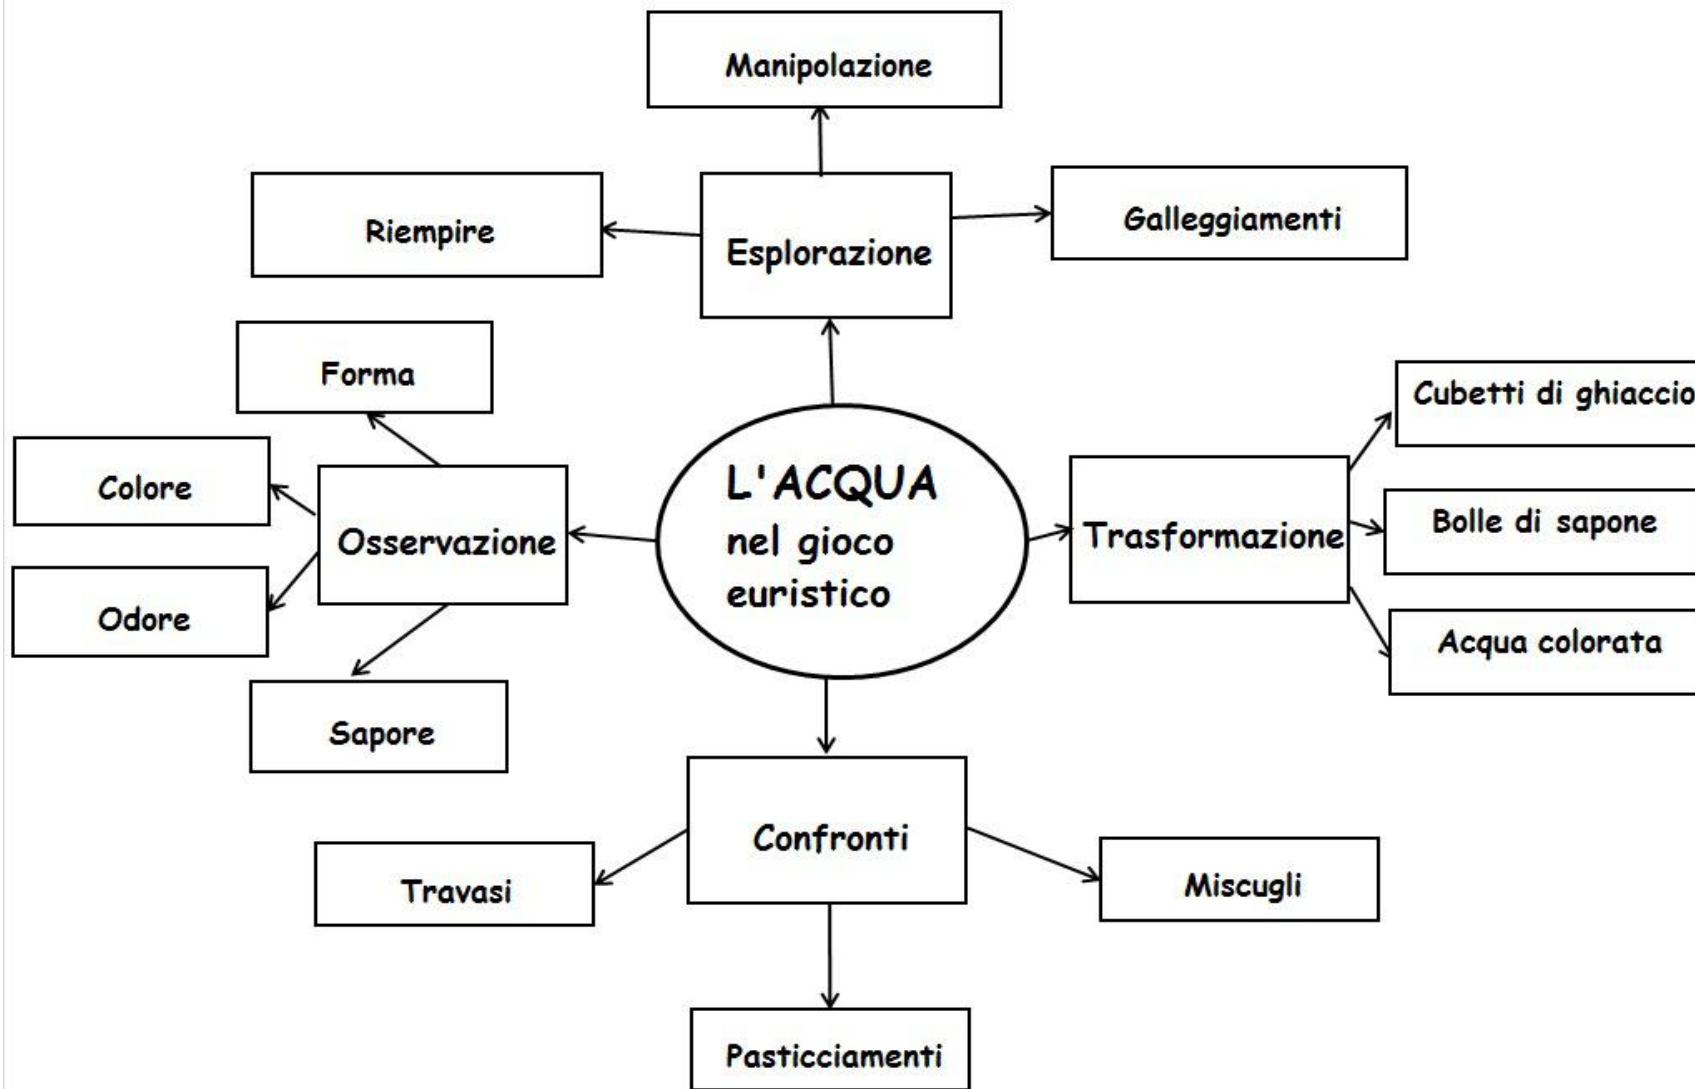 Manipolazione
Riempire
Esplorazione
Galleggiamenti
Forma
Colore
Osservazione
Odore
Sapore
L'ACQUA
nel gioco
euristico
Trasformazione
Cubetti di ghiaccio
Bolle di sapone
Acqua colorata
Confronti
Travasi
Miscugli
Pasticciamenti